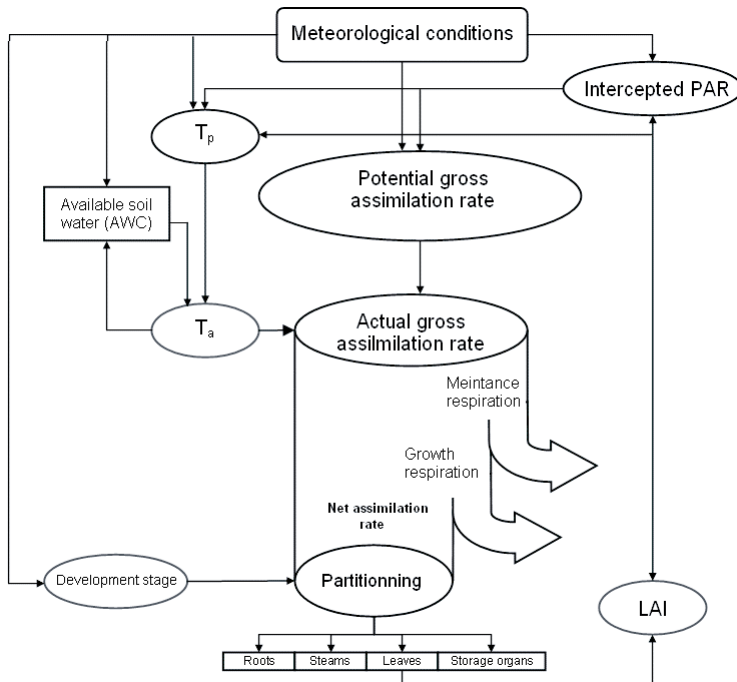 Meteorological conditions
Intercepted PAR
Tp
Potential gross
assimilation rate
Available soil
water (AWC)
Ta
Actual gross
assilmilation rate
Meintance
respiration
Growth
respiration
Net assimilation
rate
Development stage
Partitionning
LAI
Roots
Steams
Leaves
Storage organs